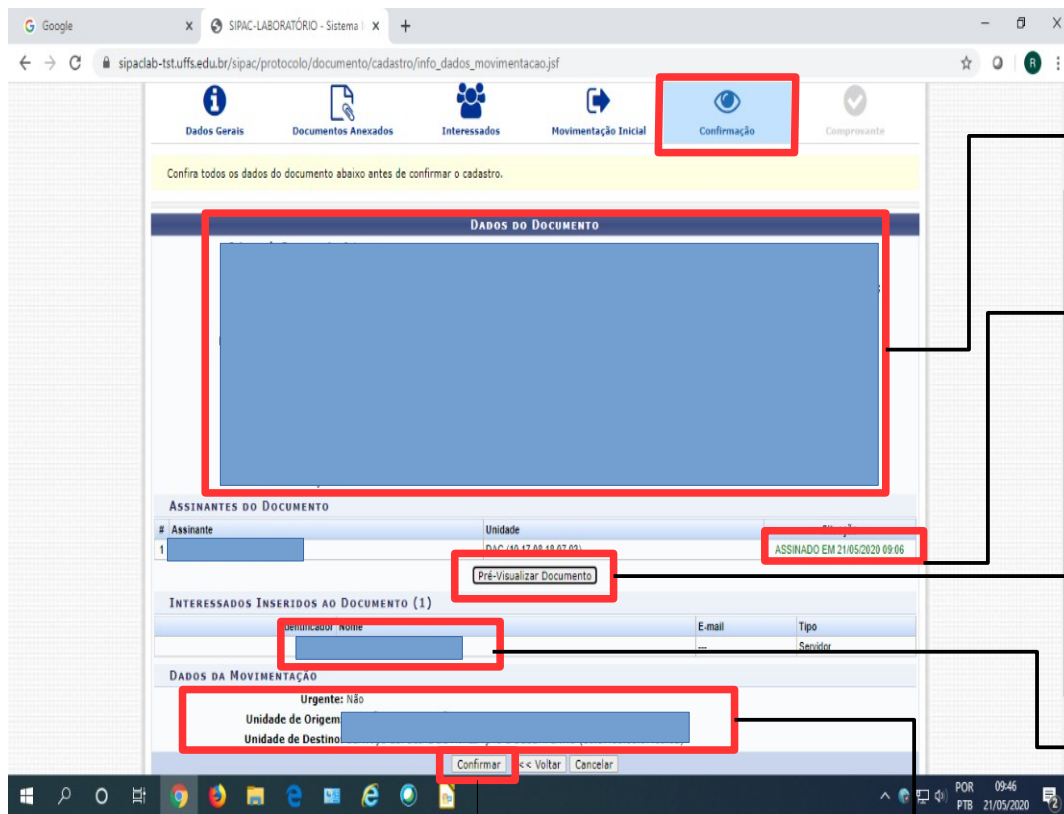 Google
SIPAC-LABORATÓRIO - Sistema I
sipaclab-tst.uffs.edu.br/sipac/protocolo/documento/cadastro/info_dados_movimentacao.jsf
R
Dados Gerais Documentos Anexados Interessados Movimentação Inicial Confirmação Comprovante
Confira todos os dados do documento abaixo antes de confirmar o cadastro.
DADOS DO DOCUMENTO
ASSINANTES DO DOCUMENTO
# Assinante Unidade Situação
1 ASSINADO EM 21/05/2020 09:06
Pré-Visualizar Documento
INTERESSADOS INSERIDOS AO DOCUMENTO (1)
Identificador Nome E-mail Tipo
--- Servidor
DADOS DA MOVIMENTAÇÃO
Urgente: Não
Unidade de Origem:
Unidade de Destino
Confirmar << Voltar Cancelar
POR 09:46
PTB 21/05/2020
2